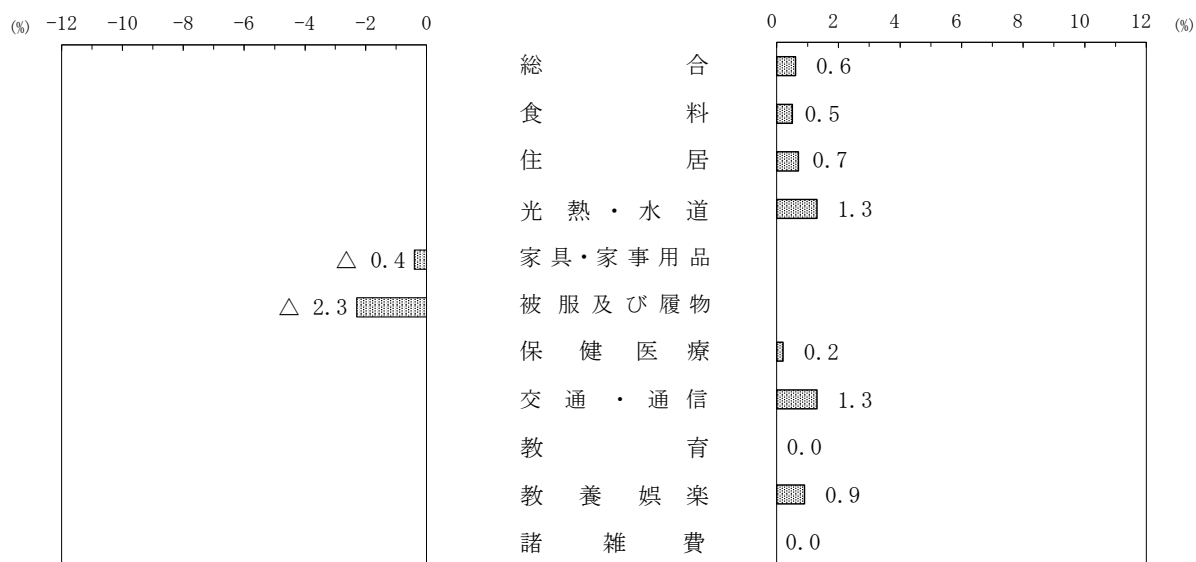 (%) -12 -10 -8 -6 -4 -2 0 0 2 4 6 8 10 12 (%)
総合 0.6
食料 0.5
住居 0.7
光熱・水道 1.3
△ 0.4 家具・家事用品
△ 2.3 被服及び履物
保健医療 0.2
交通・通信 1.3
教育 0.0
教養娯楽 0.9
諸雑費 0.0